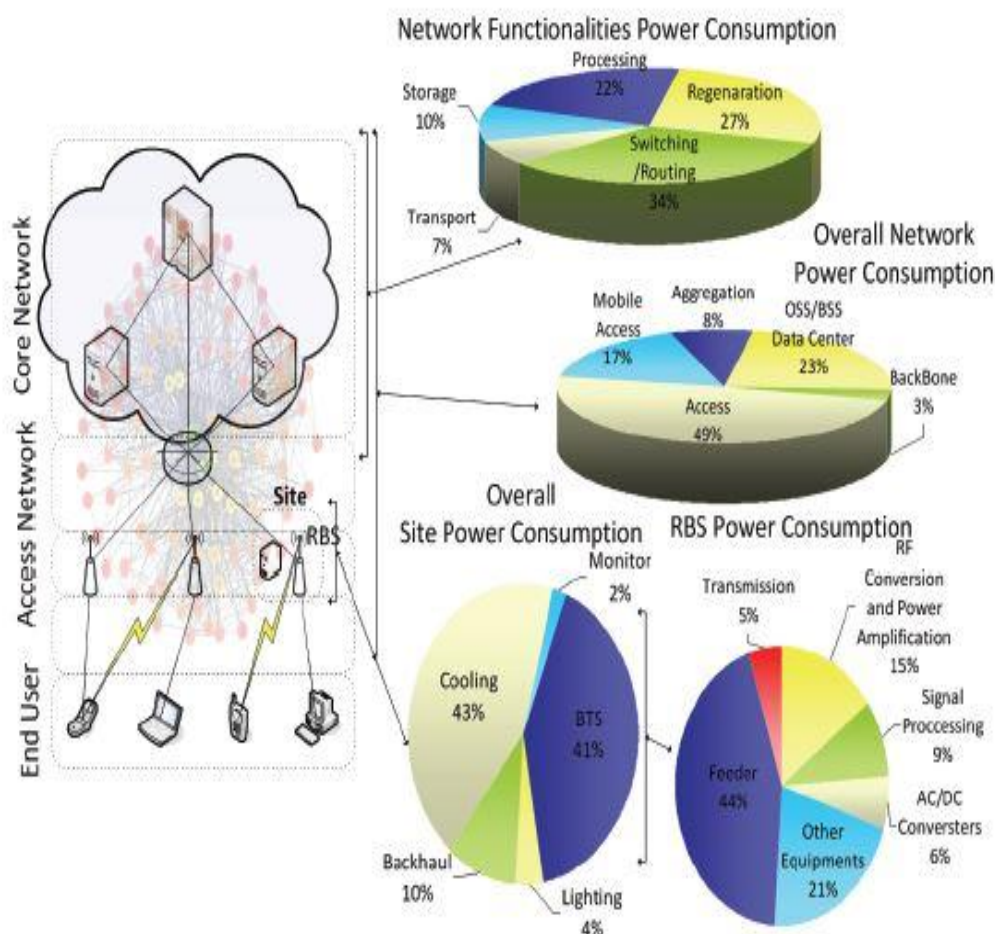 Network Functionalities Power Consumption
Processing
22%
Regenaration
27%
Storage
10%
Switching
/Routing
34%
Transport
7%
Overall Network
Power Consumption
Mobile
Access
17%
Aggregation
8%
OSS/BSS
Data Center
23%
BackBone
3%
Access
49%
Core Network
Access Network
End User
Site
RBS
Overall
Site Power Consumption
Monitor
2%
Cooling
43%
BTS
41%
Backhaul
10%
Lighting
4%
RBS Power Consumption
Transmission
5%
RF
Conversion
and Power
Amplification
15%
Signal
Proccessing
9%
Feeder
44%
AC/DC
Conversters
6%
Other
Equipments
21%